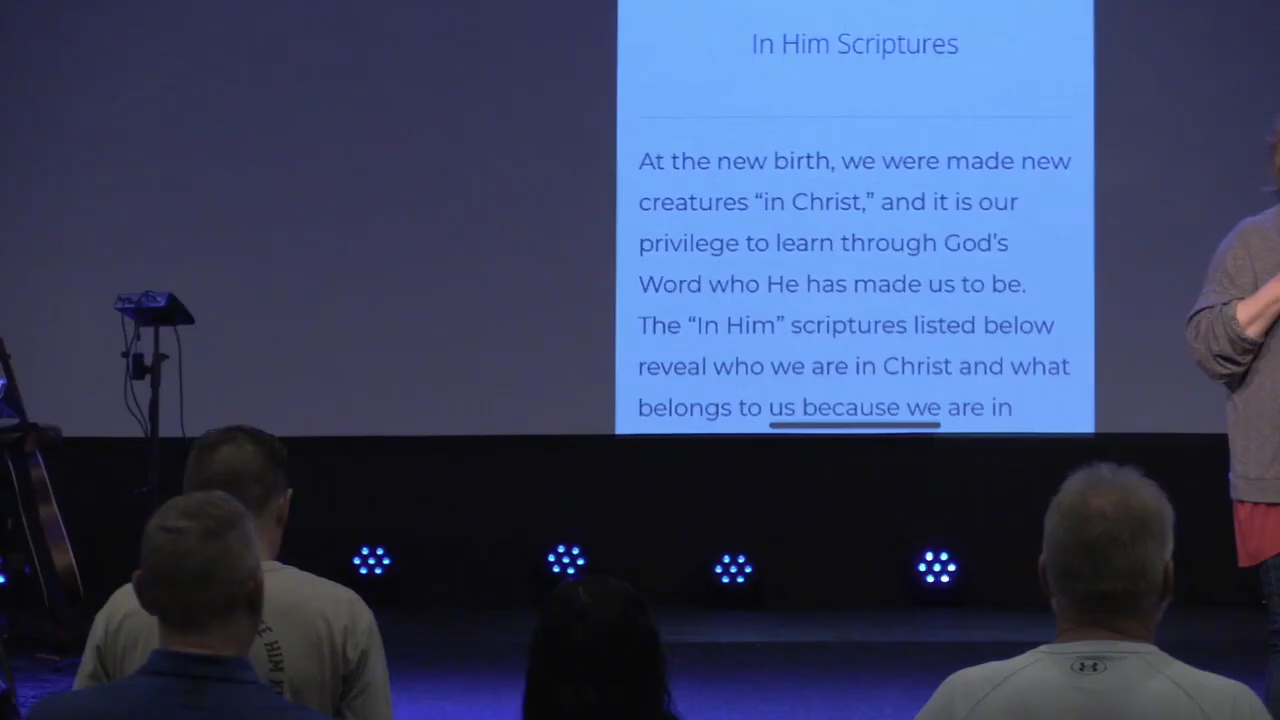 In Him Scriptures
At the new birth, we were made new
creatures “in Christ,” and it is our
privilege to learn through God’s
Word who He has made us to be.
The “In Him” scriptures listed below
reveal who we are in Christ and what
belongs to us because we are in
HIM